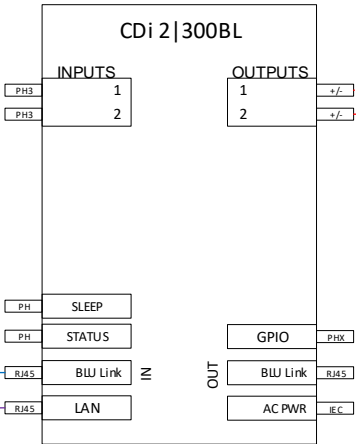 CDi 2|300BL
INPUTS OUTPUTS
PH3 1 1 +/-
PH3 2 2 +/-
PH SLEEP
PH STATUS GPIO PHX
RJ45 BLU Link IN OUT BLU Link RJ45
RJ45 LAN AC PWR IEC